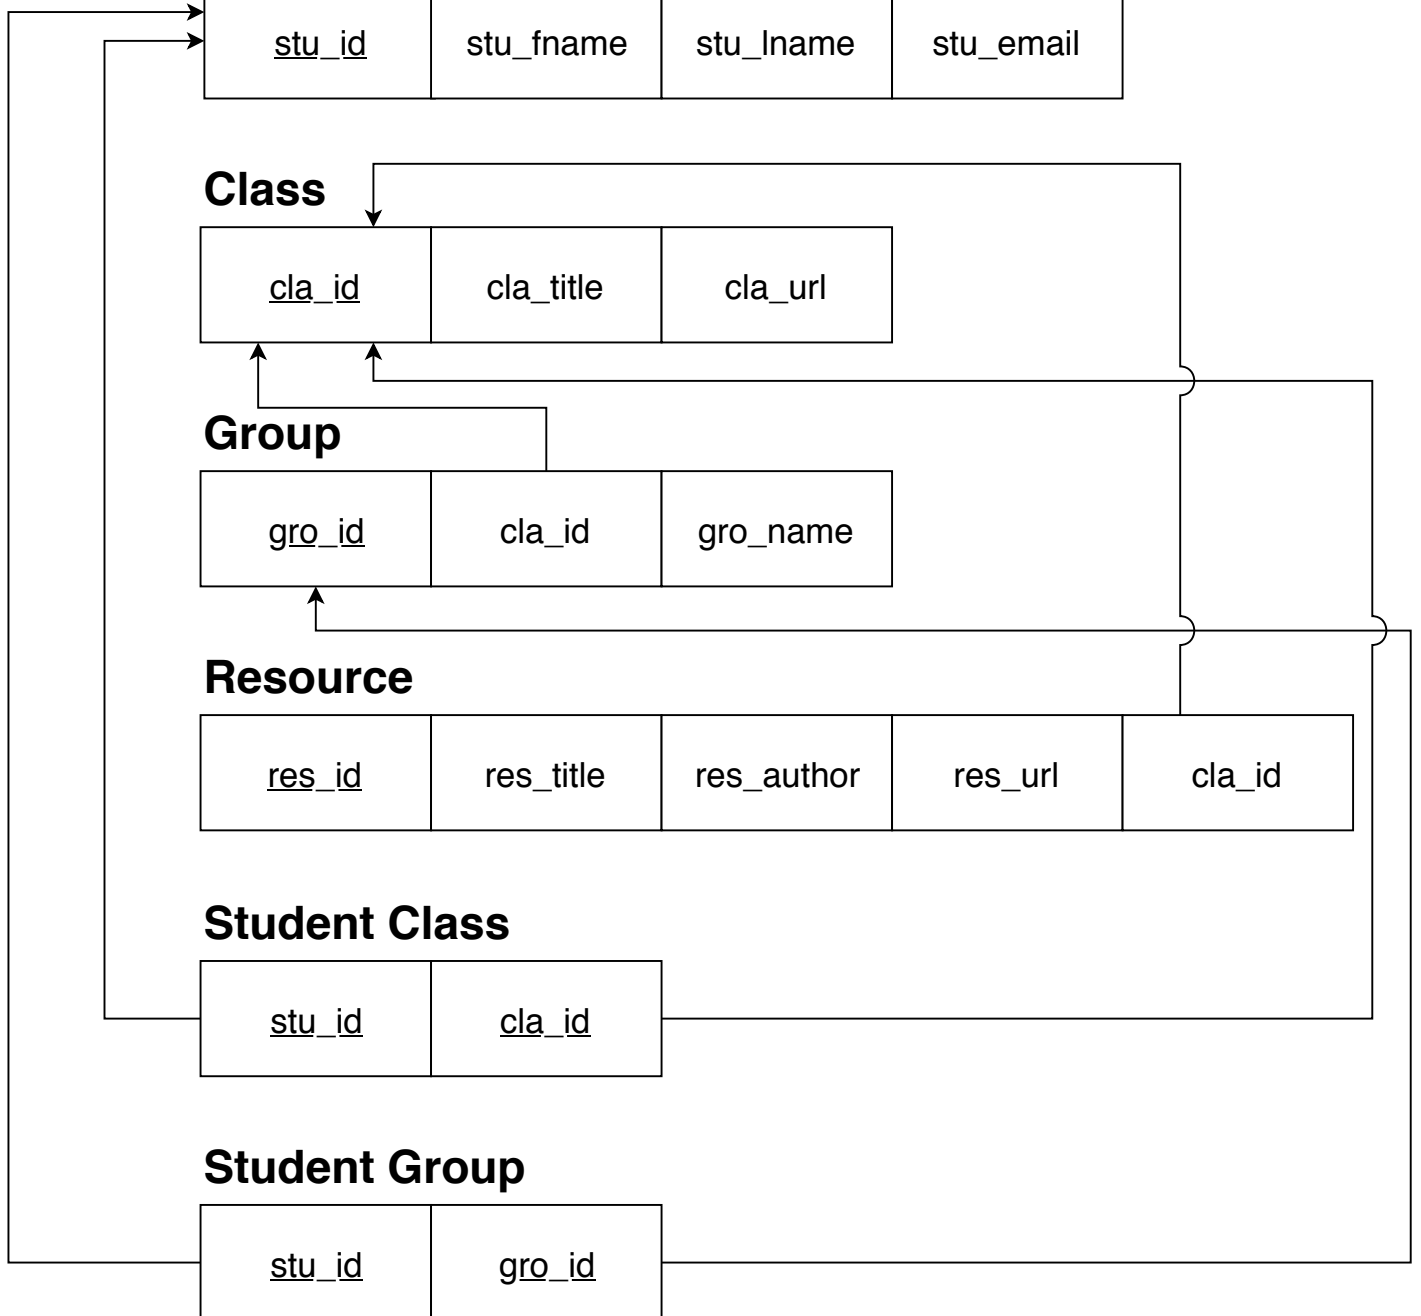 stu_id stu_fname stu_lname stu_email
Class
cla_id cla_title cla_url
Group
gro_id cla_id gro_name
Resource
res_id res_title res_author res_url cla_id
Student Class
stu_id cla_id
Student Group
stu_id gro_id